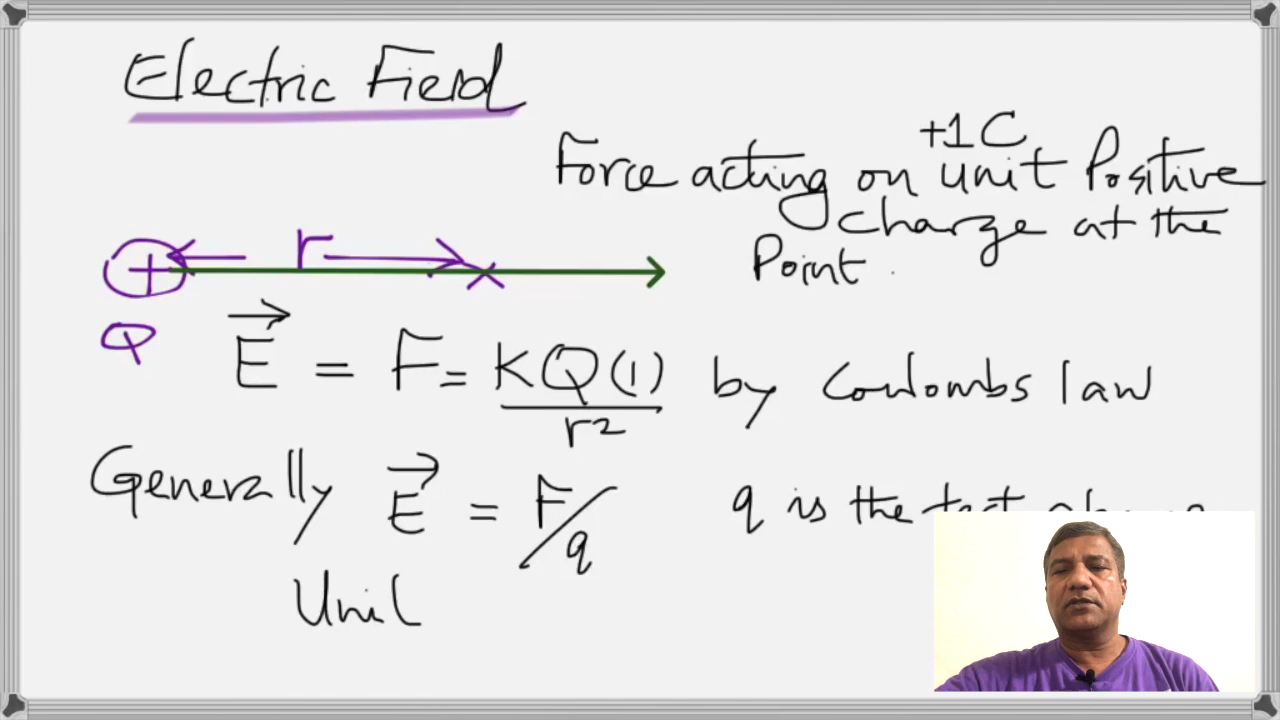 Electric Field
+1C
Force acting on unit Positive
charge at the
Point.
r
+
Q
E = F = KQ(1)/r² by Coulombs law
Generally E = F/q q is the test
Unit